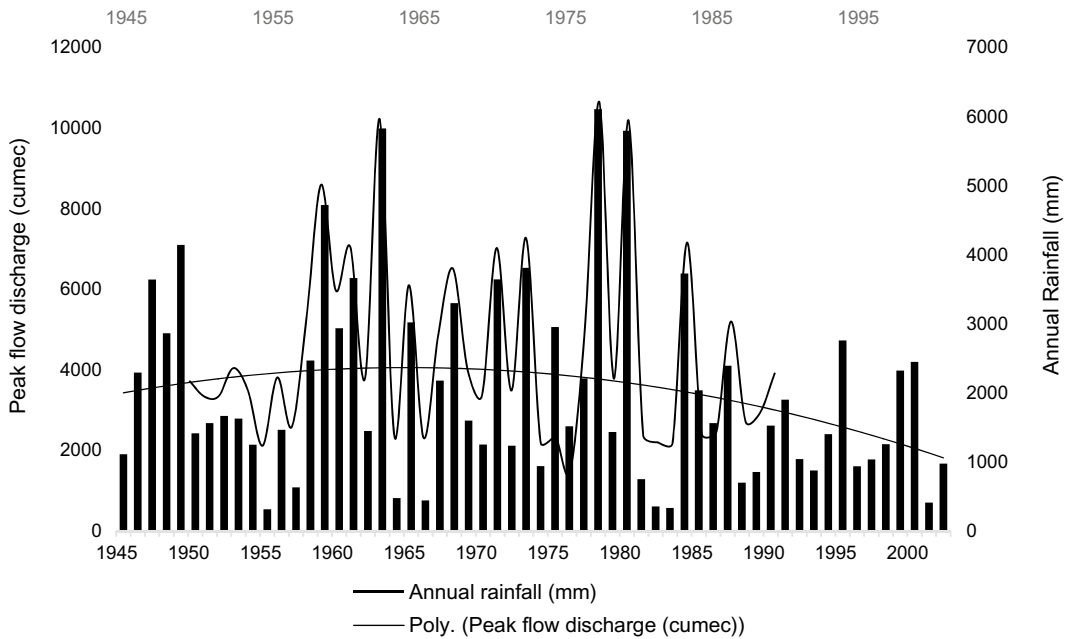 1945 1955 1965 1975 1985 1995
12000 7000
10000 6000
8000 5000
6000 4000
4000 3000
2000 2000
0 1000
0
Peak flow discharge (cumec)
Annual Rainfall (mm)
1945 1950 1955 1960 1965 1970 1975 1980 1985 1990 1995 2000
Annual rainfall (mm)
Poly. (Peak flow discharge (cumec))